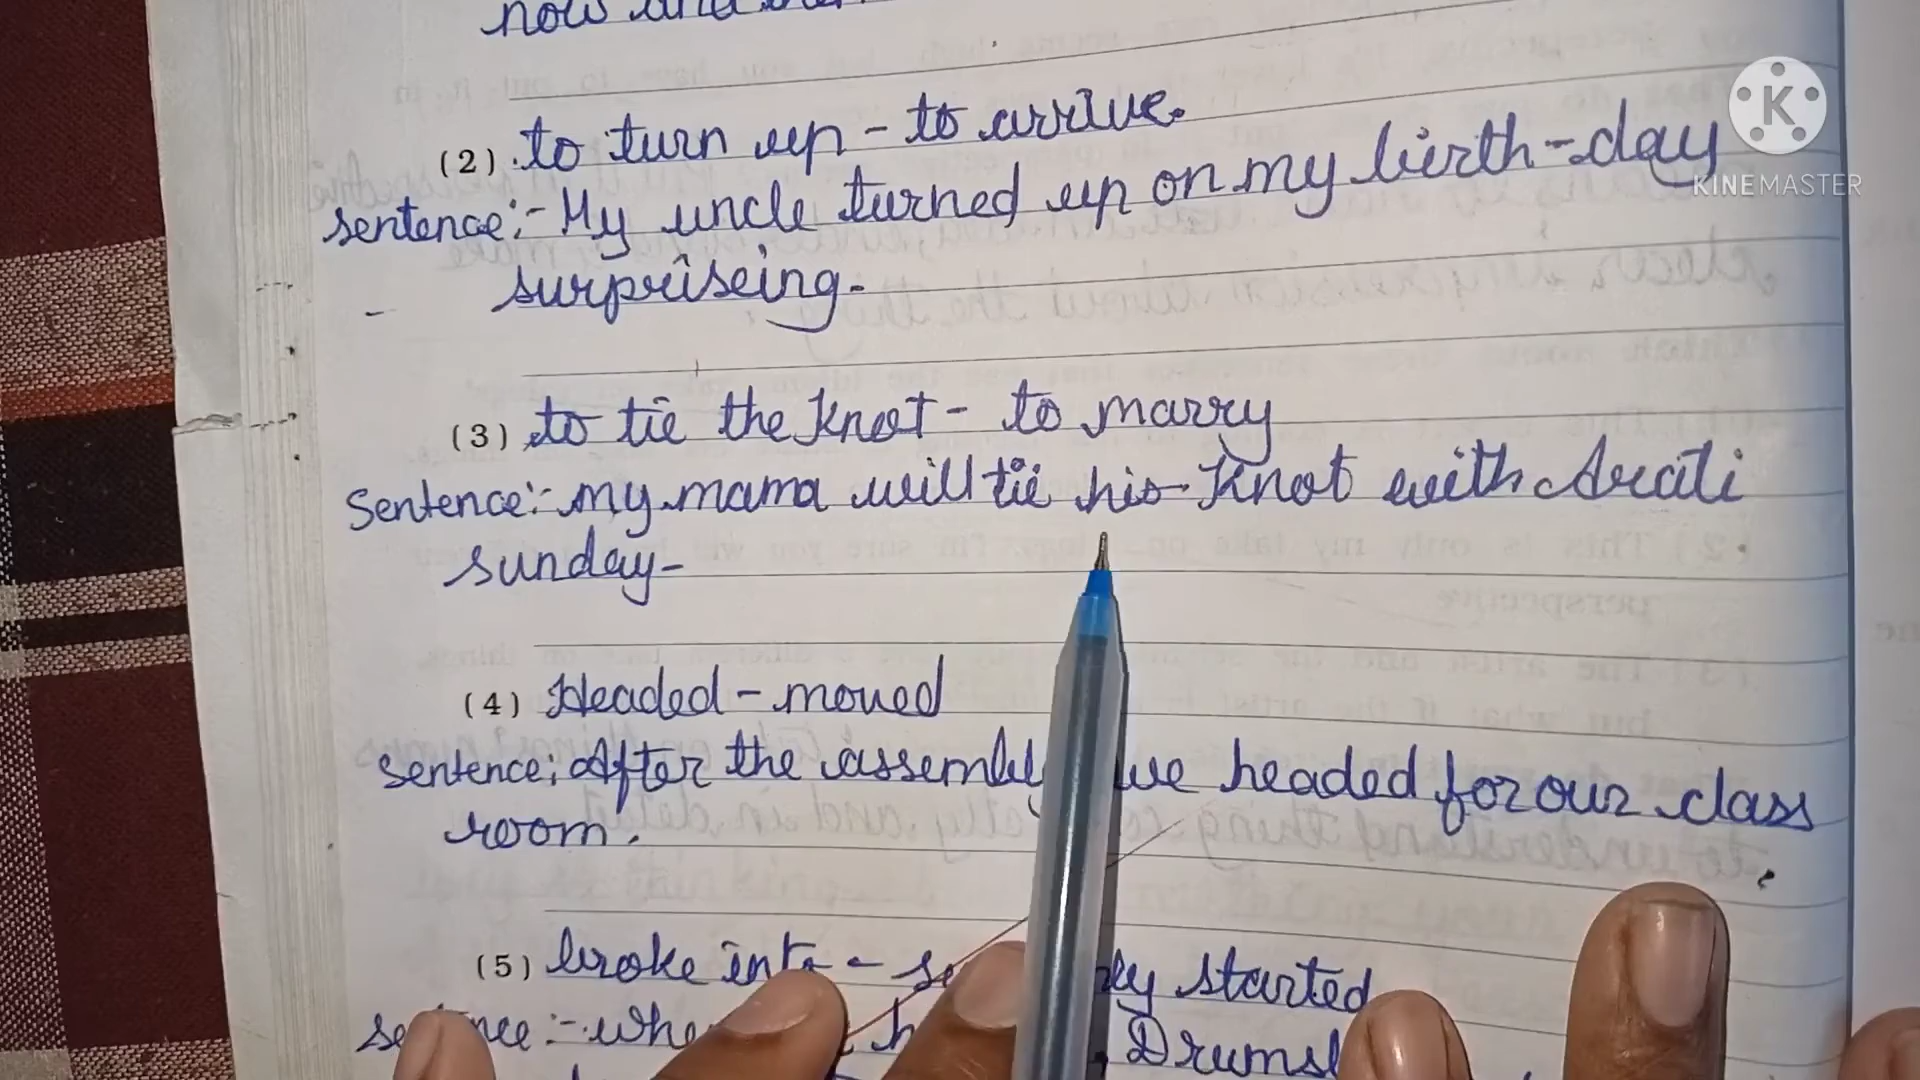 now and
K
(2) to turn up - to arrive.
KINEMASTER
sentence:- My uncle turned up on my birth-day
surpriseing.
(3) to tie the Knot - to marry
Sentence:- my mama will tie his Knot with Arati
sunday-
(4) Headed - moved
sentence: After the assembly we headed for our class
room.
(5) broke into - started
:- Drums